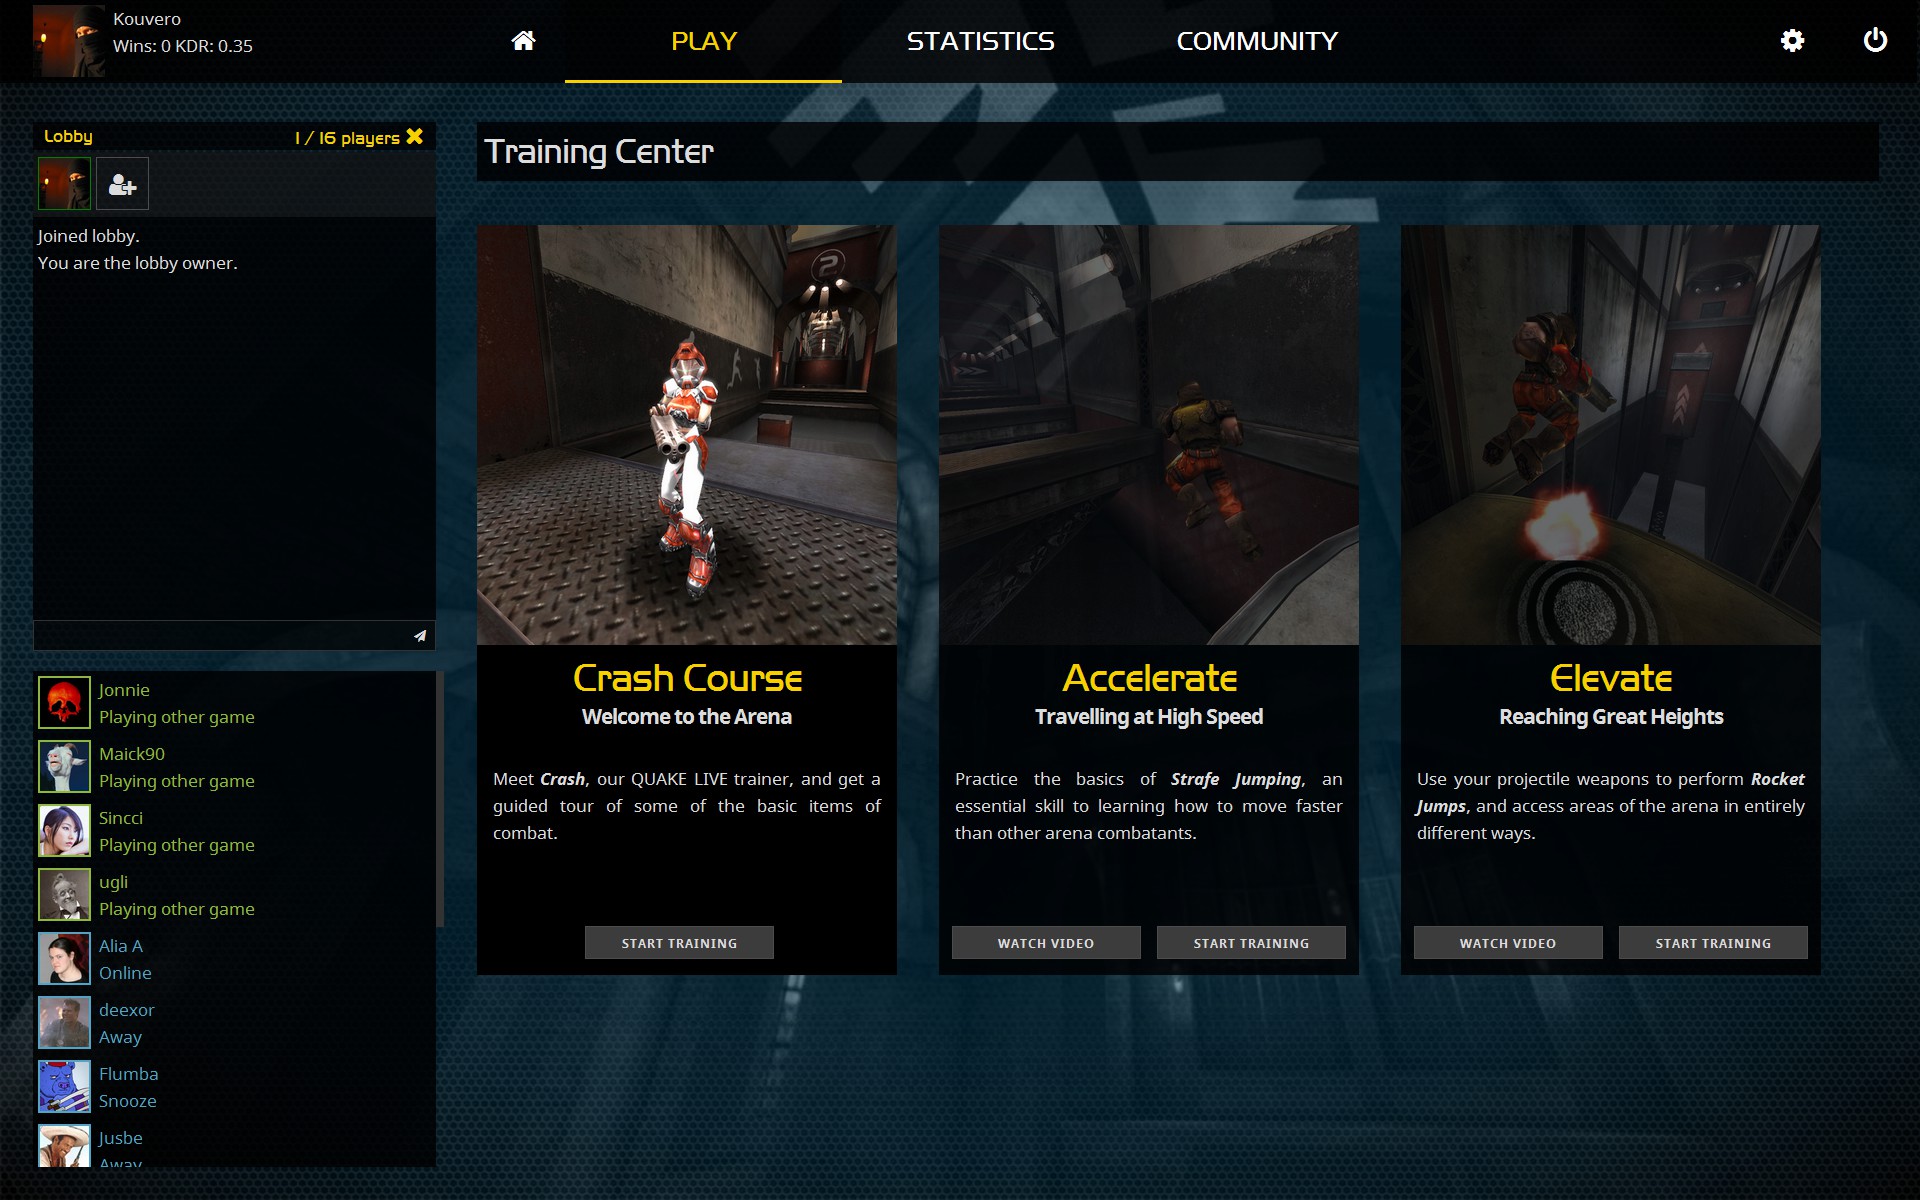 Kouvero
Wins: 0 KDR: 0.35
PLAY
STATISTICS
COMMUNITY
Lobby
1 / 16 players
Joined lobby.
You are the lobby owner.
Jonnie
Playing other game
Maick90
Playing other game
Sincci
Playing other game
ugli
Playing other game
Alia A
Online
deexor
Away
Flumba
Snooze
Jusbe
Away
Training Center
2
Crash Course
Welcome to the Arena
Meet Crash, our QUAKE LIVE trainer, and get a
guided tour of some of the basic items of
combat.
START TRAINING
Accelerate
Travelling at High Speed
Practice the basics of Strafe Jumping, an
essential skill to learning how to move faster
than other arena combatants.
WATCH VIDEO
START TRAINING
Elevate
Reaching Great Heights
Use your projectile weapons to perform Rocket
Jumps, and access areas of the arena in entirely
different ways.
WATCH VIDEO
START TRAINING